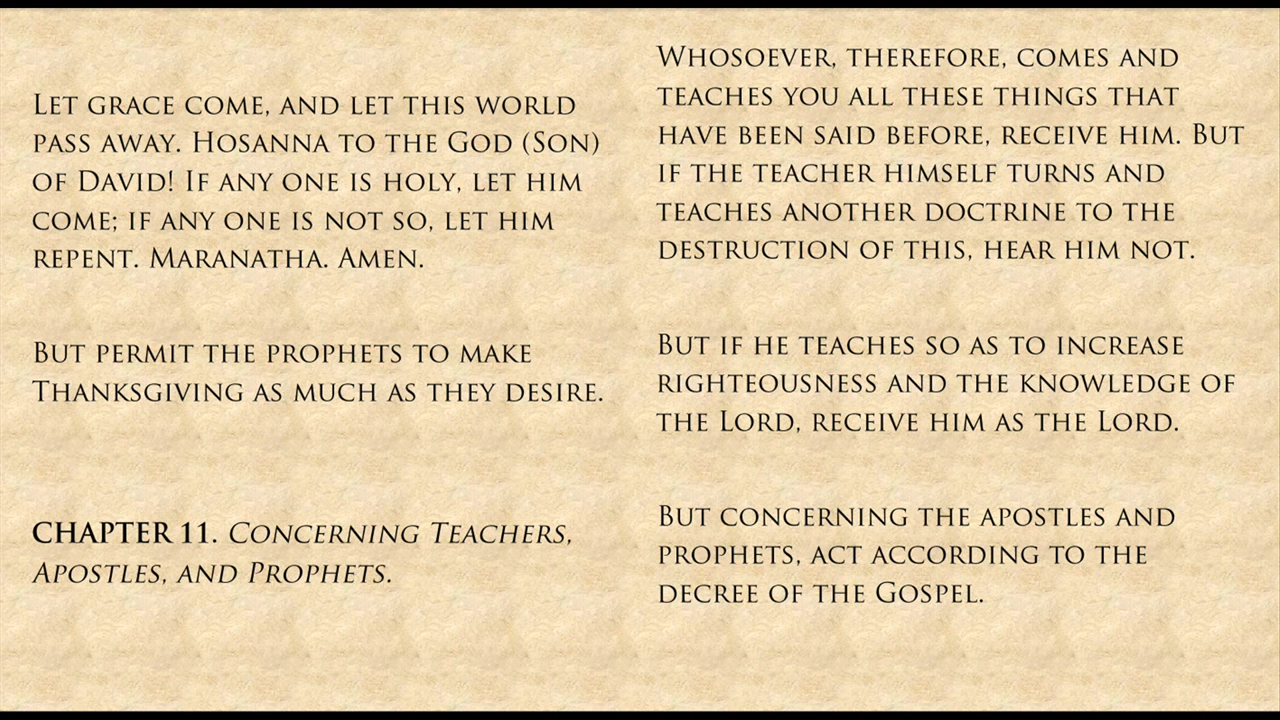 Let grace come, and let this world
pass away. Hosanna to the God (Son)
of David! If any one is holy, let him
come; if any one is not so, let him
repent. Maranatha. Amen.
But permit the prophets to make
Thanksgiving as much as they desire.
CHAPTER 11. Concerning Teachers,
Apostles, and Prophets.
Whosoever, therefore, comes and
teaches you all these things that
have been said before, receive him. But
if the teacher himself turns and
teaches another doctrine to the
destruction of this, hear him not.
But if he teaches so as to increase
righteousness and the knowledge of
the Lord, receive him as the Lord.
But concerning the apostles and
prophets, act according to the
decree of the Gospel.